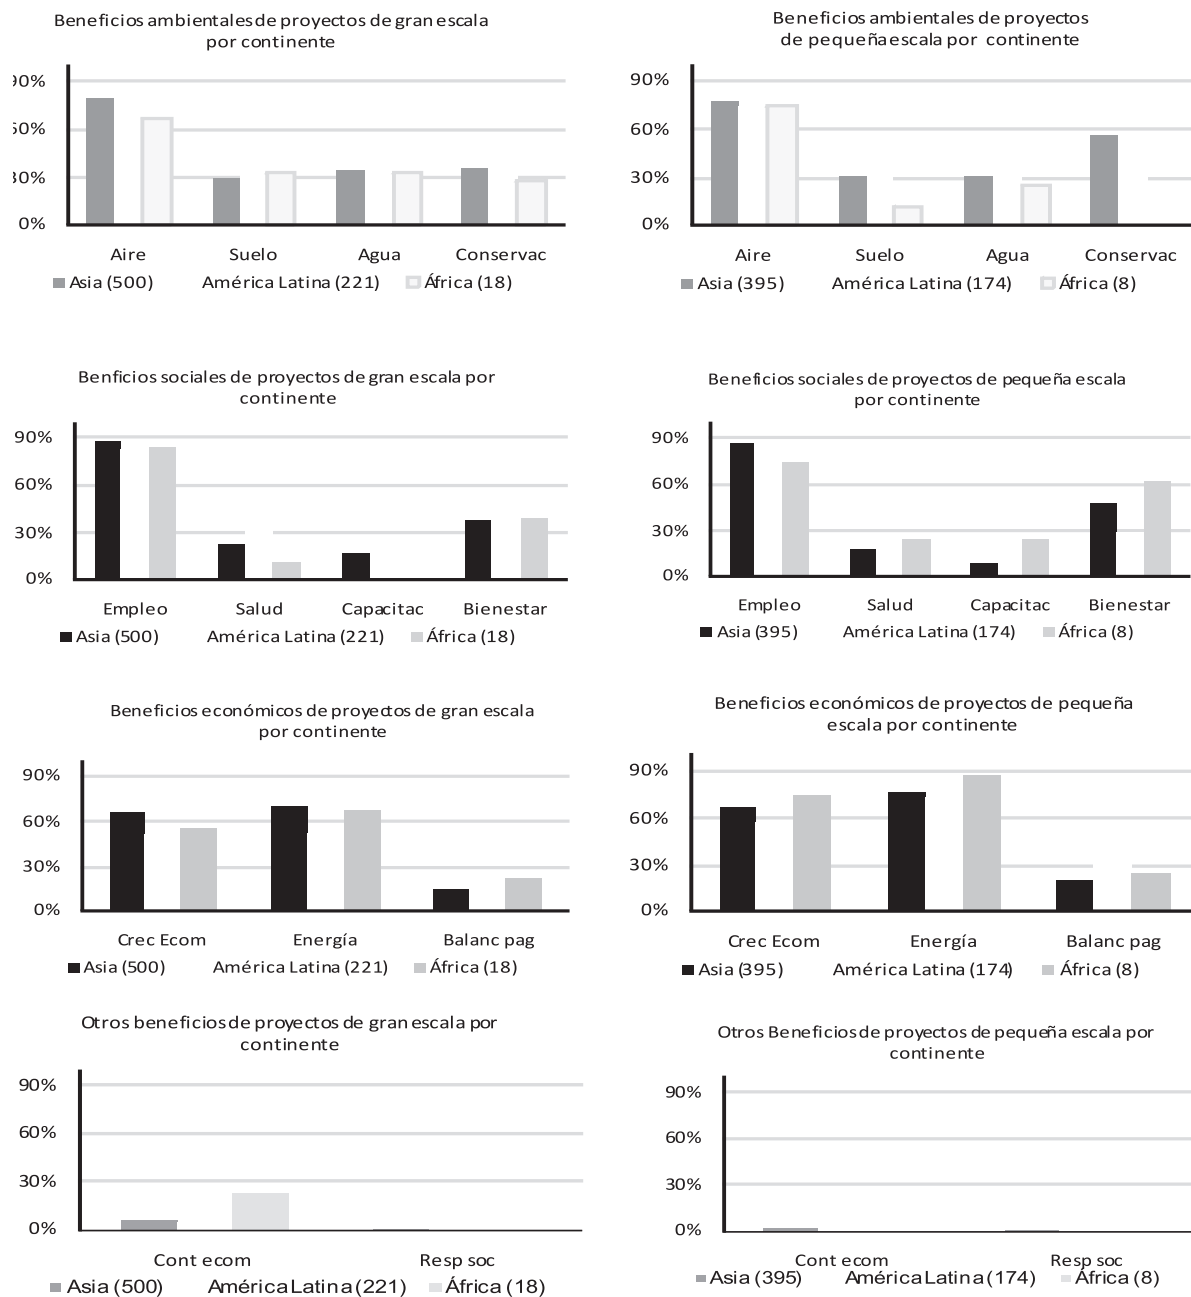 Beneficios ambientales de proyectos de gran escala
por continente
90%
60%
30%
0%
Aire Suelo Agua Conservac
Asia (500) América Latina (221) África (18)
Beneficios ambientales de proyectos
de pequeña escala por continente
90%
60%
30%
0%
Aire Suelo Agua Conservac
Asia (395) América Latina (174) África (8)
Benficios sociales de proyectos de gran escala por
continente
90%
60%
30%
0%
Empleo Salud Capacitac Bienestar
Asia (500) América Latina (221) África (18)
Beneficios sociales de proyectos de pequeña escala
por continente
90%
60%
30%
0%
Empleo Salud Capacitac Bienestar
Asia (395) América Latina (174) África (8)
Beneficios económicos de proyectos de gran escala
por continente
90%
60%
30%
0%
Crec Ecom Energía Balanc pag
Asia (500) América Latina (221) África (18)
Beneficios económicos de proyectos de pequeña
escala por continente
90%
60%
30%
0%
Crec Ecom Energía Balanc pag
Asia (395) América Latina (174) África (8)
Otros beneficios de proyectos de gran escala por
continente
90%
60%
30%
0%
Cont ecom Resp soc
Asia (500) América Latina (221) África (18)
Otros Beneficios de proyectos de pequeña escala por
continente
90%
60%
30%
0%
Cont ecom Resp soc
Asia (395) América Latina (174) África (8)